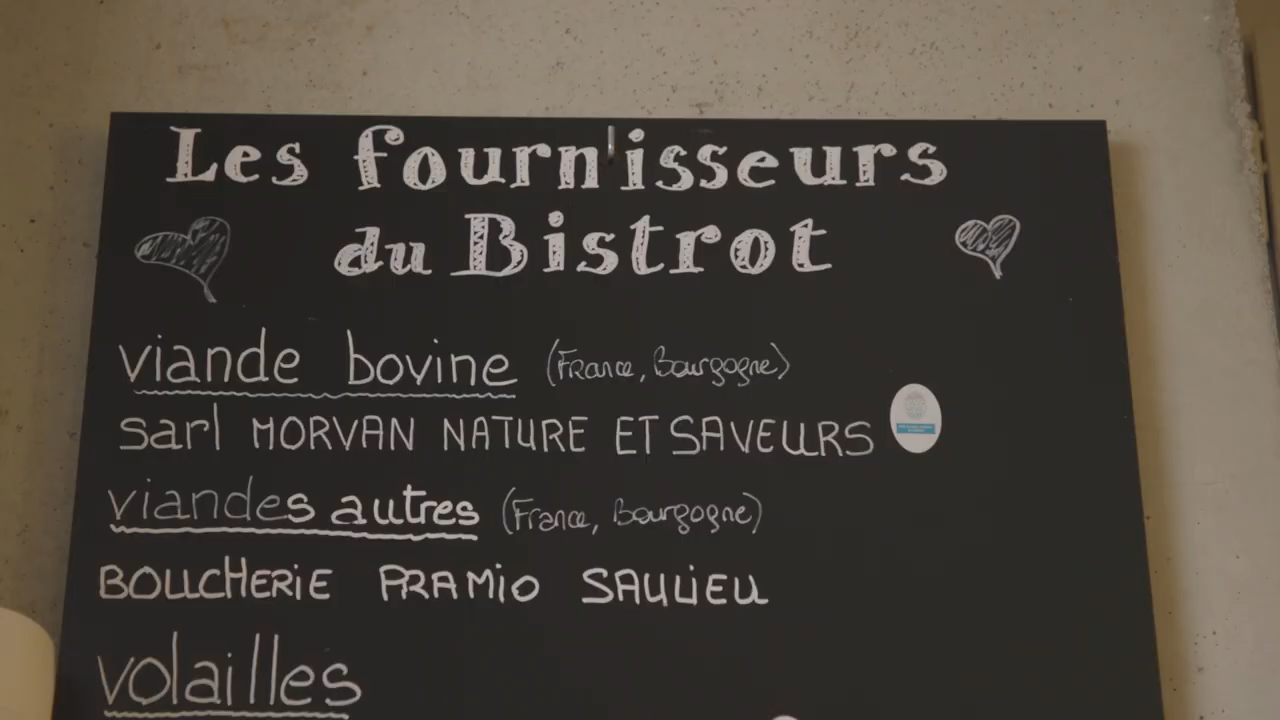 Les fournisseurs
du Bistrot
viande bovine (France, Bourgogne)
sarl MORVAN NATURE ET SAVEURS
viandes autres (France, Bourgogne)
BOUCHERIE PRAMiO SAULiEU
volailles